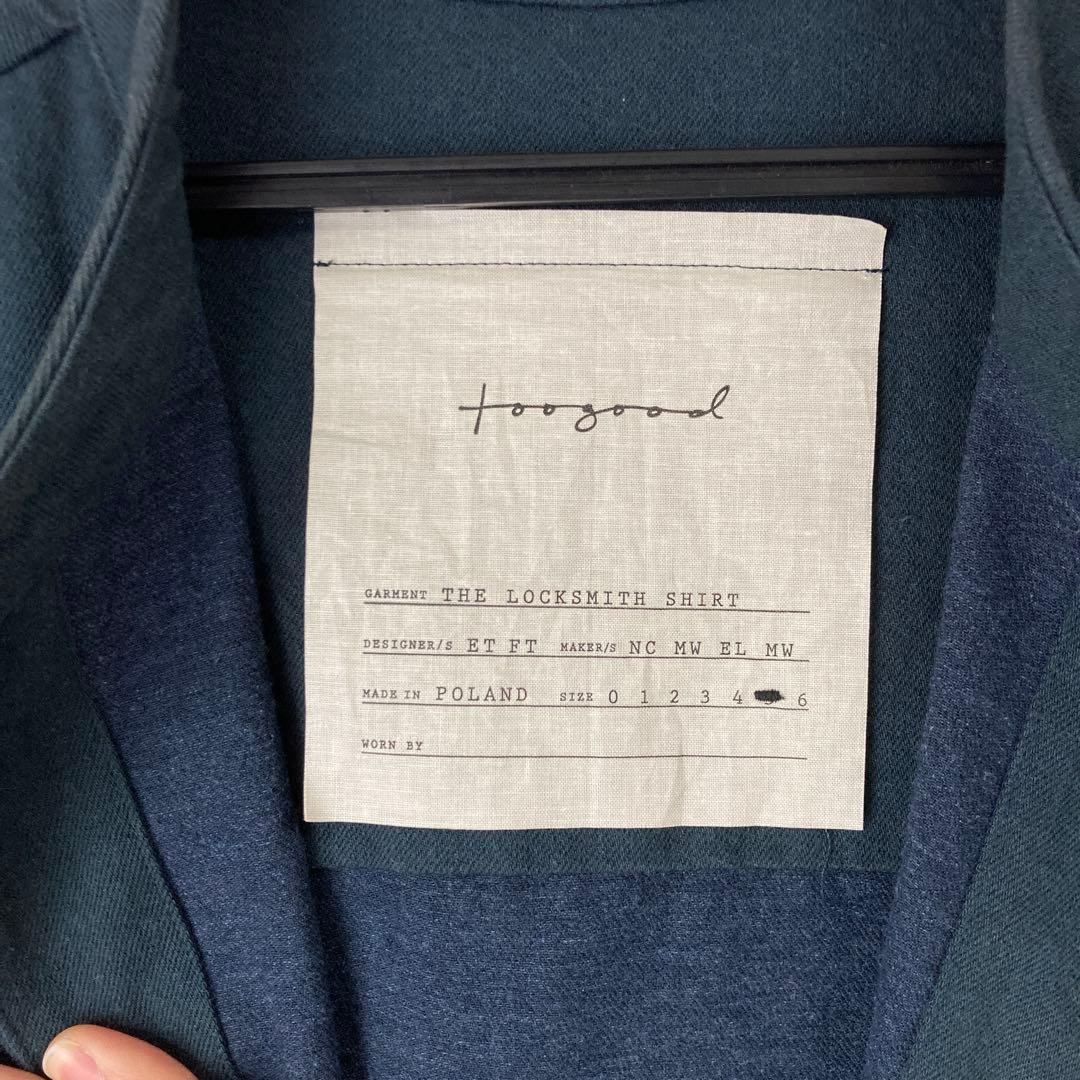 toogood
GARMENT THE LOCKSMITH SHIRT
DESIGNER/S ET FT MAKER/S NC MW EL MW
MADE IN POLAND SIZE 0 1 2 3 4 6
WORN BY